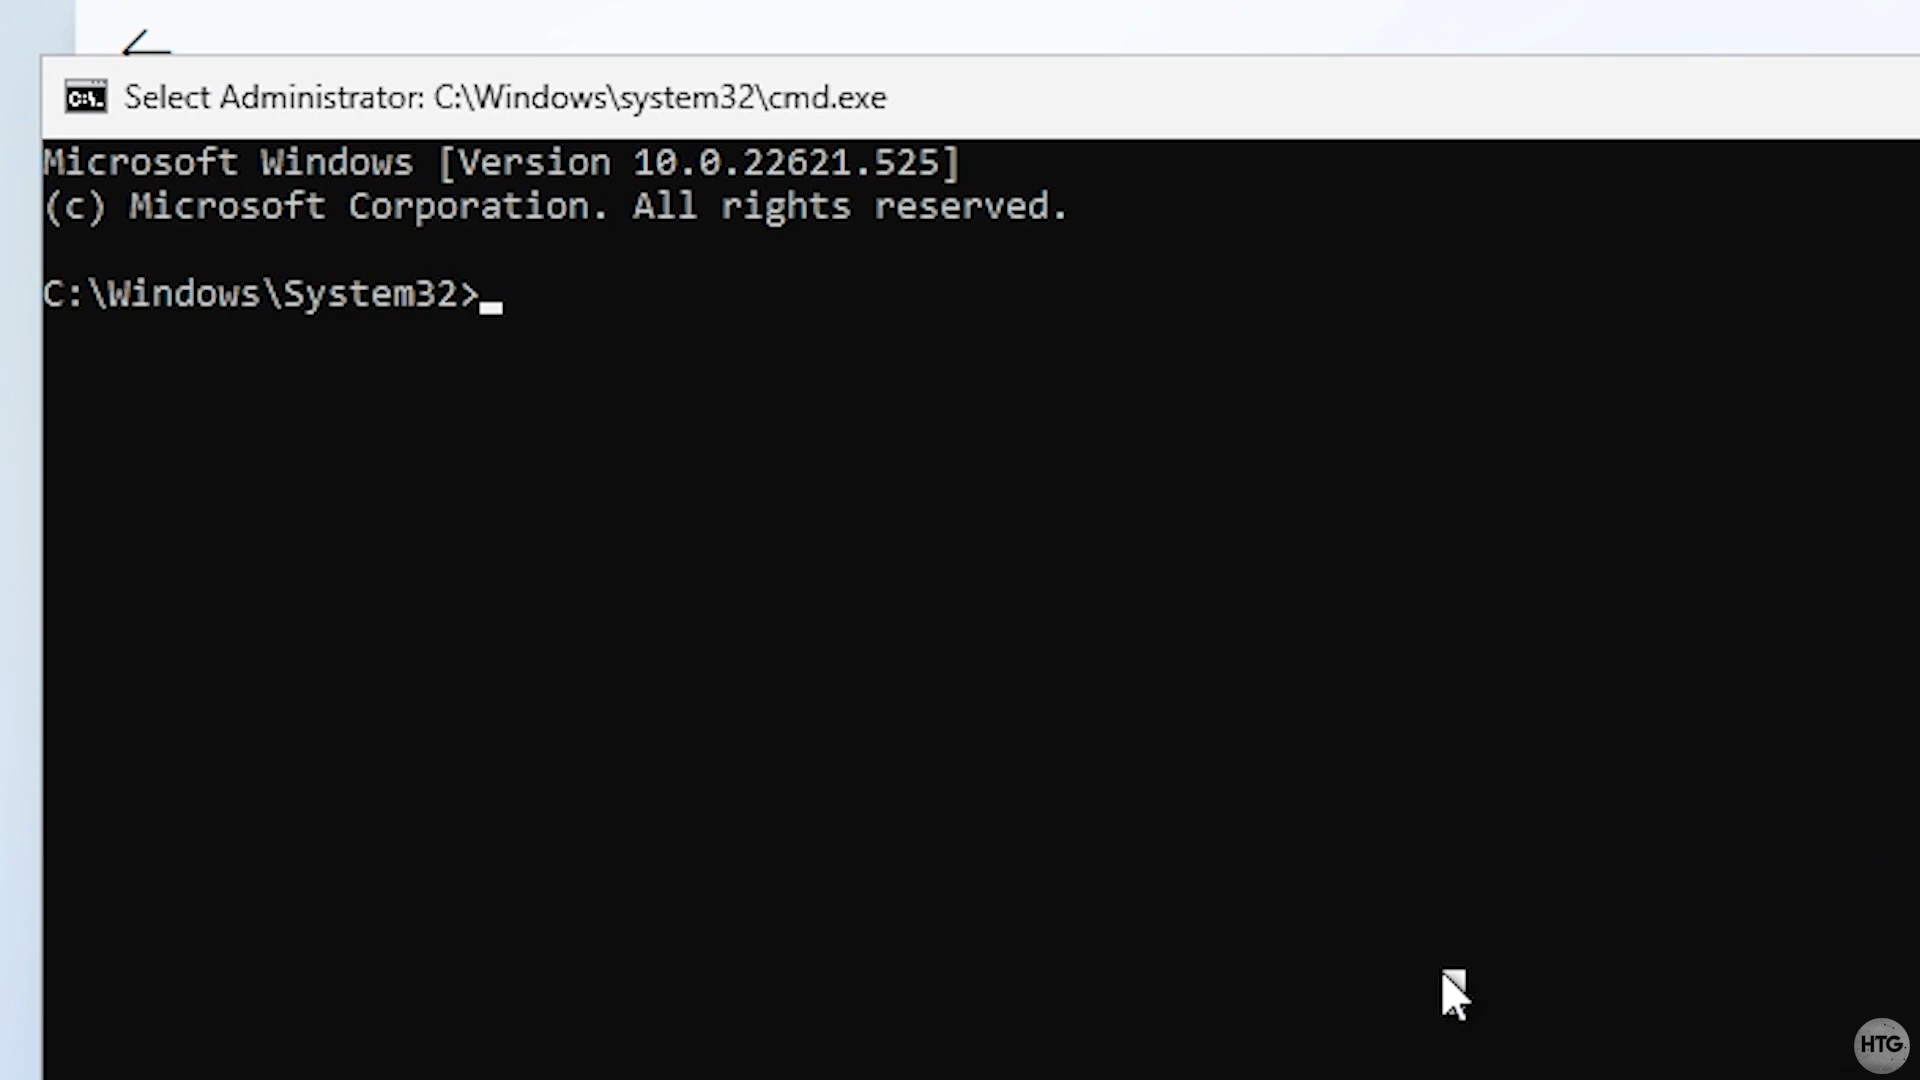 Select Administrator: C:\Windows\system32\cmd.exe
Microsoft Windows [Version 10.0.22621.525]
(c) Microsoft Corporation. All rights reserved.
C:\Windows\System32>
HTG